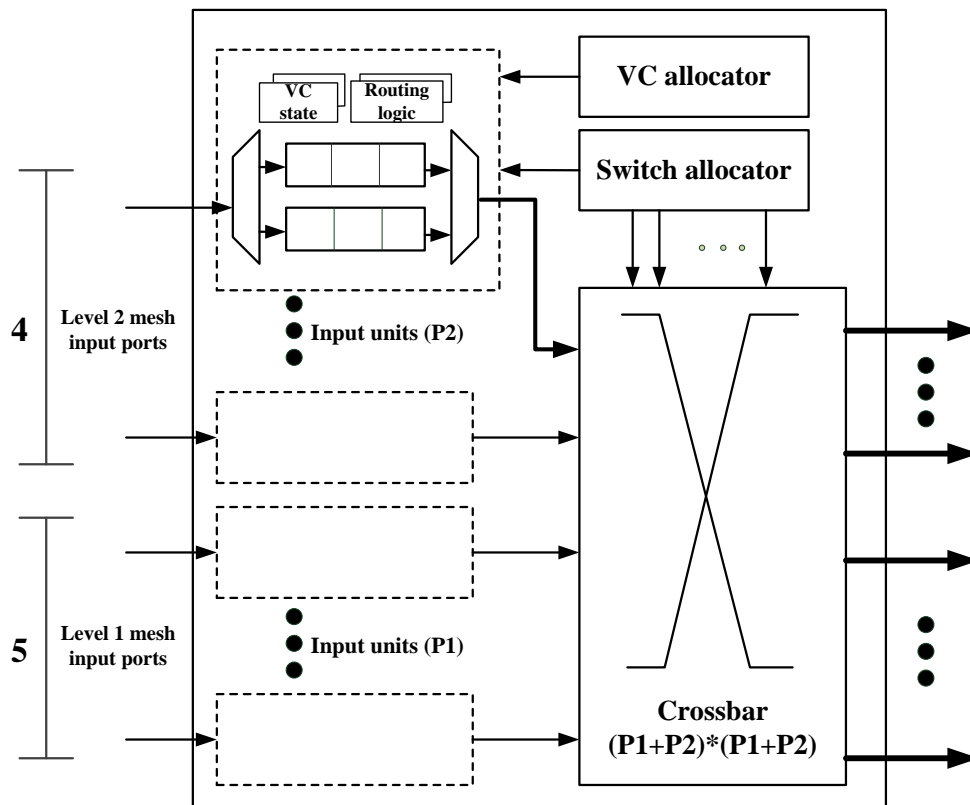 VC
state
Routing
logic
VC allocator
Switch allocator
4
Level 2 mesh
input ports
Input units (P2)
5
Level 1 mesh
input ports
Input units (P1)
Crossbar
(P1+P2)*(P1+P2)